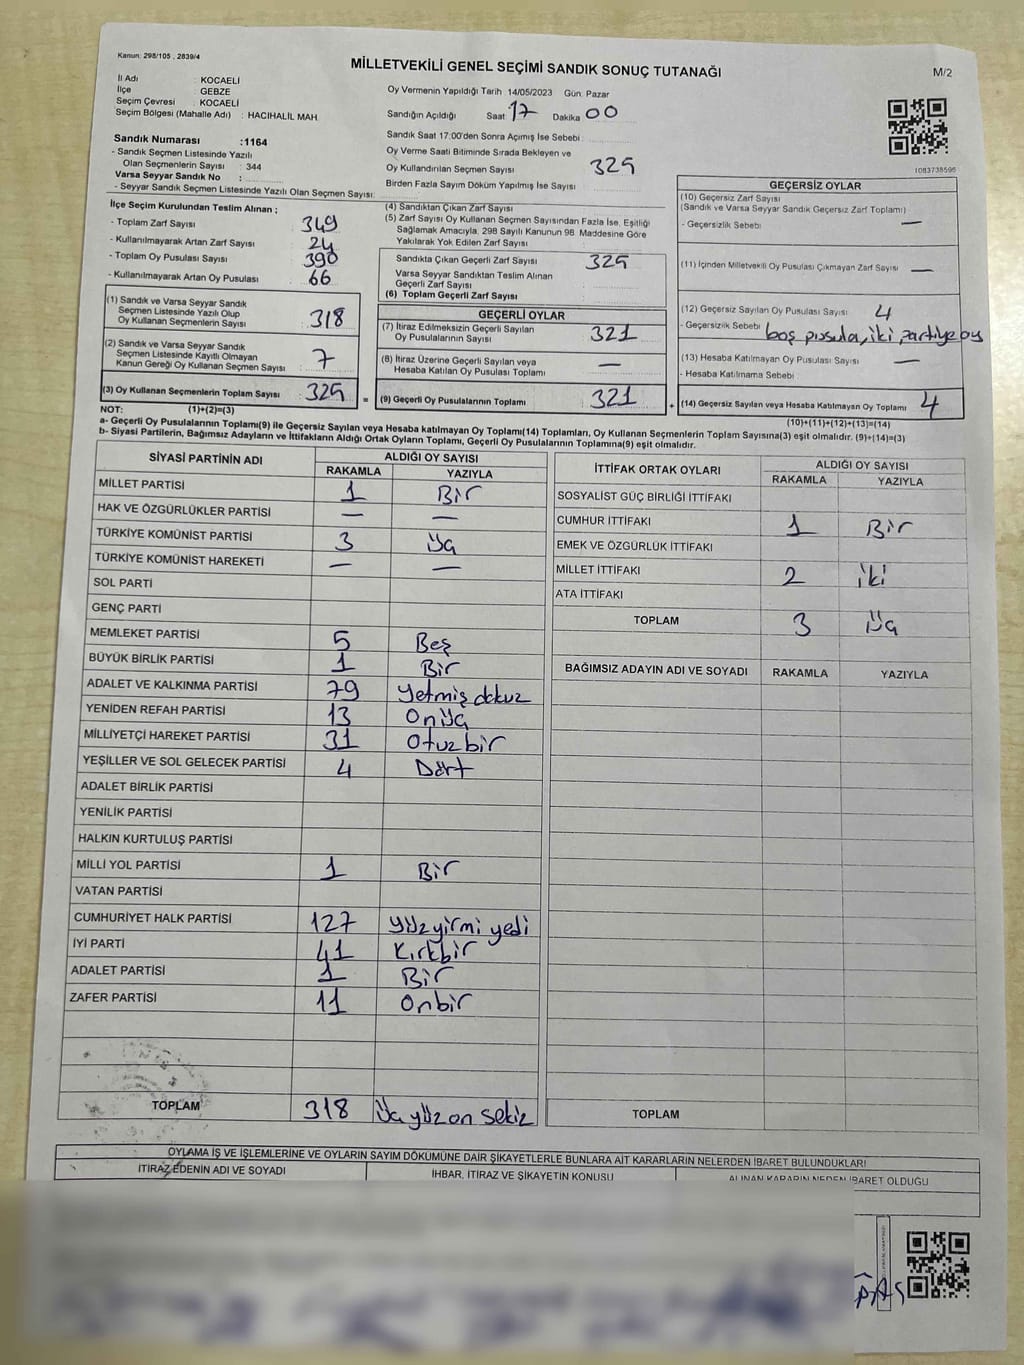 Kanun: 298/105 , 2839/4
MİLLETVEKİLİ GENEL SEÇİMİ SANDIK SONUÇ TUTANAĞI
M/2
İl Adı : KOCAELİ
İlçe GEBZE
Seçim Çevresi : KOCAELİ
Seçim Bölgesi (Mahalle Adı) : HACIHALİL MAH.
Oy Vermenin Yapıldığı Tarih 14/05/2023 Gün: Pazar
Sandığın Açıldığı Saat 17 Dakika 00
Sandık Saat 17:00'den Sonra Açımış İse Sebebi
Oy Verme Saati Bitiminde Sırada Bekleyen ve
Oy Kullandırılan Seçmen Sayısı 325
Birden Fazla Sayım Döküm Yapılmış İse Sayısı
1083738595
Sandık Numarası :1164
- Sandık Seçmen Listesinde Yazılı
Olan Seçmenlerin Sayısı : 344
Varsa Seyyar Sandık No :
- Seyyar Sandık Seçmen Listesinde Yazılı Olan Seçmen Sayısı:
İlçe Seçim Kurulundan Teslim Alınan ;
- Toplam Zarf Sayısı 349
- Kullanılmayarak Artan Zarf Sayısı 24
- Toplam Oy Pusulası Sayısı 390
- Kullanılmayarak Artan Oy Pusulası 66
(1) Sandık ve Varsa Seyyar Sandık
Seçmen Listesinde Yazılı Olup
Oy Kullanan Seçmenlerin Sayısı 318
(2) Sandık ve Varsa Seyyar Sandık
Seçmen Listesinde Kayıtlı Olmayan
Kanun Gereği Oy Kullanan Seçmen Sayısı 7
(3) Oy Kullanan Seçmenlerin Toplam Sayısı 325 =
(4) Sandıktan Çıkan Zarf Sayısı
(5) Zarf Sayısı Oy Kullanan Seçmen Sayısından Fazla İse, Eşitliği
Sağlamak Amacıyla, 298 Sayılı Kanunun 98 Maddesine Göre
Yakılarak Yok Edilen Zarf Sayısı
Sandıkta Çıkan Geçerli Zarf Sayısı 325
Varsa Seyyar Sandıktan Teslim Alınan
Geçerli Zarf Sayısı
(6) Toplam Geçerli Zarf Sayısı
GEÇERLİ OYLAR
(7) İtiraz Edilmeksizin Geçerli Sayılan
Oy Pusulalarının Sayısı 321
(8) İtiraz Üzerine Geçerli Sayılan veya
Hesaba Katılan Oy Pusulası Toplamı —
(9) Geçerli Oy Pusulalarının Toplamı 321 +
GEÇERSİZ OYLAR
(10) Geçersiz Zarf Sayısı
(Sandık ve Varsa Seyyar Sandık Geçersiz Zarf Toplamı)
- Geçersizlik Sebebi —
(11) İçinden Milletvekili Oy Pusulası Çıkmayan Zarf Sayısı —
(12) Geçersiz Sayılan Oy Pusulası Sayısı 4
- Geçersizlik Sebebi boş pusula, iki partiye oy
(13) Hesaba Katılmayan Oy Pusulası Sayısı —
- Hesaba Katılmama Sebebi
(14) Geçersiz Sayılan veya Hesaba Katılmayan Oy Toplamı 4
NOT: (1)+(2)=(3) (10)+(11)+(12)+(13)=(14)
a- Geçerli Oy Pusulalarının Toplamı(9) ile Geçersiz Sayılan veya Hesaba katılmayan Oy Toplamı(14) Toplamları, Oy Kullanan Seçmenlerin Toplam Sayısına(3) eşit olmalıdır. (9)+(14)=(3)
b- Siyasi Partilerin, Bağımsız Adayların ve İttifakların Aldığı Ortak Oyların Toplamı, Geçerli Oy Pusulalarının Toplamına(9) eşit olmalıdır.
SİYASİ PARTİNİN ADI ALDIĞI OY SAYISI
RAKAMLA YAZIYLA
MİLLET PARTİSİ 1 Bir
HAK VE ÖZGÜRLÜKLER PARTİSİ — —
TÜRKİYE KOMÜNİST PARTİSİ 3 Üç
TÜRKİYE KOMÜNİST HAREKETİ — —
SOL PARTİ
GENÇ PARTİ
MEMLEKET PARTİSİ 5 Beş
BÜYÜK BİRLİK PARTİSİ 1 Bir
ADALET VE KALKINMA PARTİSİ 79 Yetmiş dokuz
YENİDEN REFAH PARTİSİ 13 Onüç
MİLLİYETÇİ HAREKET PARTİSİ 31 Otuzbir
YEŞİLLER VE SOL GELECEK PARTİSİ 4 Dört
ADALET BİRLİK PARTİSİ
YENİLİK PARTİSİ
HALKIN KURTULUŞ PARTİSİ
MİLLİ YOL PARTİSİ 1 Bir
VATAN PARTİSİ
CUMHURİYET HALK PARTİSİ 127 Yüzyirmi yedi
İYİ PARTİ 41 Kırkbir
ADALET PARTİSİ 1 Bir
ZAFER PARTİSİ 11 Onbir
TOPLAM 318 Üçyüz on sekiz
İTTİFAK ORTAK OYLARI ALDIĞI OY SAYISI
RAKAMLA YAZIYLA
SOSYALİST GÜÇ BİRLİĞİ İTTİFAKI
CUMHUR İTTİFAKI 1 Bir
EMEK VE ÖZGÜRLÜK İTTİFAKI
MİLLET İTTİFAKI 2 İki
ATA İTTİFAKI
TOPLAM 3 Üç
BAĞIMSIZ ADAYIN ADI VE SOYADI RAKAMLA YAZIYLA
TOPLAM
OYLAMA İŞ VE İŞLEMLERİNE VE OYLARIN SAYIM DÖKÜMÜNE DAİR ŞİKAYETLERLE BUNLARA AİT KARARLARIN NELERDEN İBARET BULUNDUKLARI
İTİRAZ EDENİN ADI VE SOYADI İHBAR, İTİRAZ VE ŞİKAYETİN KONUSU ALINAN KARARIN NEDEN İBARET OLDUĞU